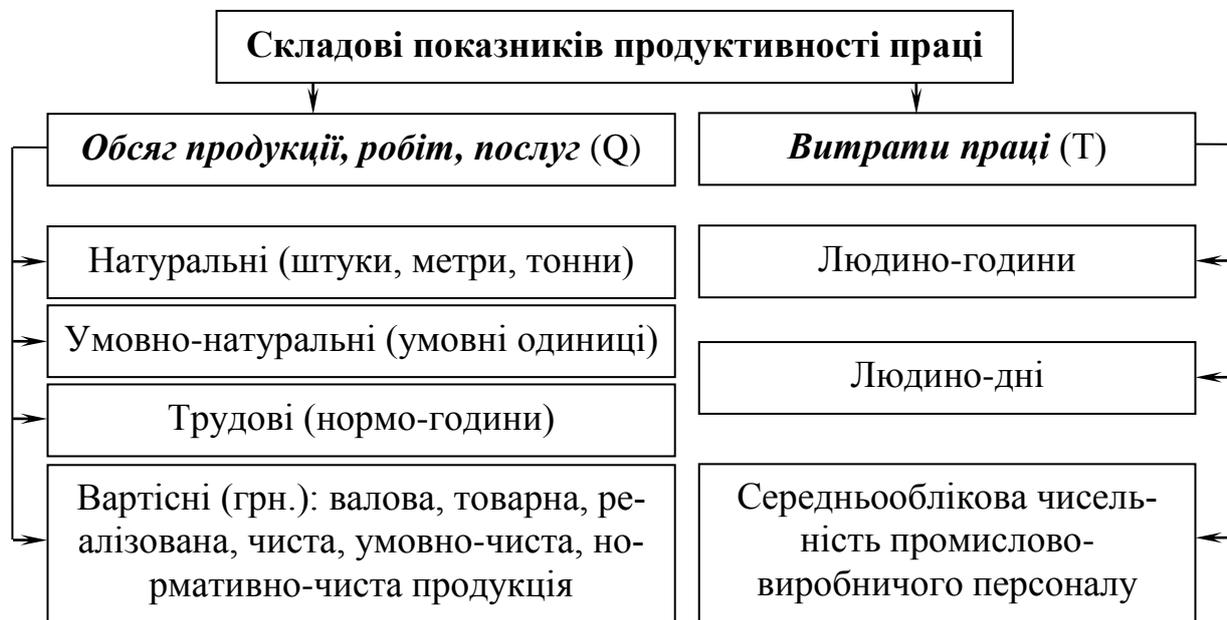 Складові показників продуктивності праці
Обсяг продукції, робіт, послуг (Q)
Натуральні (штуки, метри, тонни)
Умовно-натуральні (умовні одиниці)
Трудові (нормо-години)
Вартісні (грн.): валова, товарна, ре-
алізована, чиста, умовно-чиста, но-
рмативно-чиста продукція
Витрати праці (Т)
Людино-години
Людино-дні
Середньооблікова чисель-
ність промислово-
виробничого персоналу